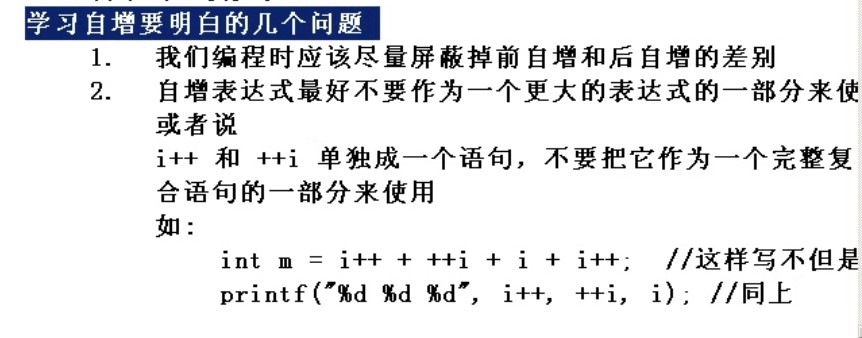 学习自增要明白的几个问题
1. 我们编程时应该尽量屏蔽掉前自增和后自增的差别
2. 自增表达式最好不要作为一个更大的表达式的一部分来使
或者说
i++ 和 ++i 单独成一个语句，不要把它作为一个完整复
合语句的一部分来使用
如：
int m = i++ + ++i + i + i++; //这样写不但是
printf("%d %d %d", i++, ++i, i); //同上